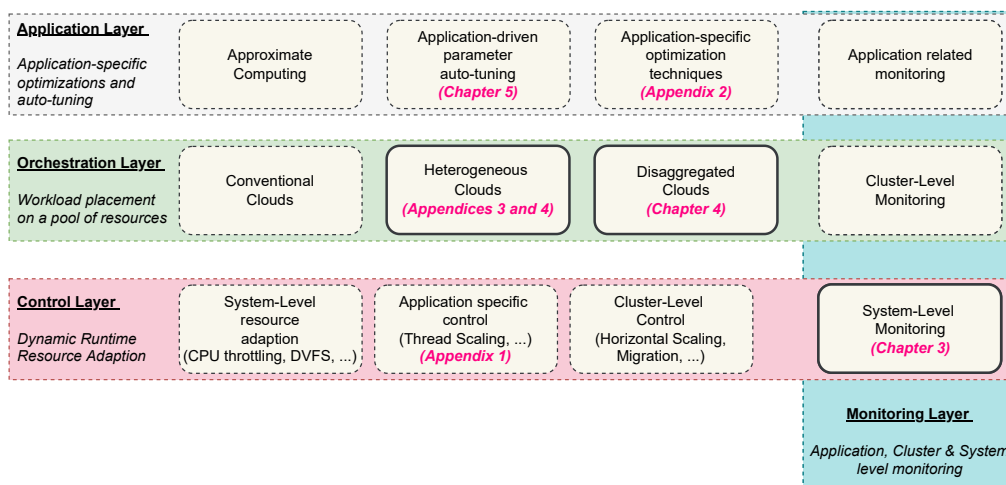 Application Layer
Application-specific
optimizations and
auto-tuning
Approximate
Computing
Application-driven
parameter
auto-tuning
(Chapter 5)
Application-specific
optimization
techniques
(Appendix 2)
Application related
monitoring
Orchestration Layer
Workload placement
on a pool of resources
Conventional
Clouds
Heterogeneous
Clouds
(Appendices 3 and 4)
Disaggregated
Clouds
(Chapter 4)
Cluster-Level
Monitoring
Control Layer
Dynamic Runtime
Resource Adaption
System-Level
resource
adaption
(CPU throttling, DVFS, ...)
Application specific
control
(Thread Scaling, ...)
(Appendix 1)
Cluster-Level
Control
(Horizontal Scaling,
Migration, ...)
System-Level
Monitoring
(Chapter 3)
Monitoring Layer
Application, Cluster & System
level monitoring